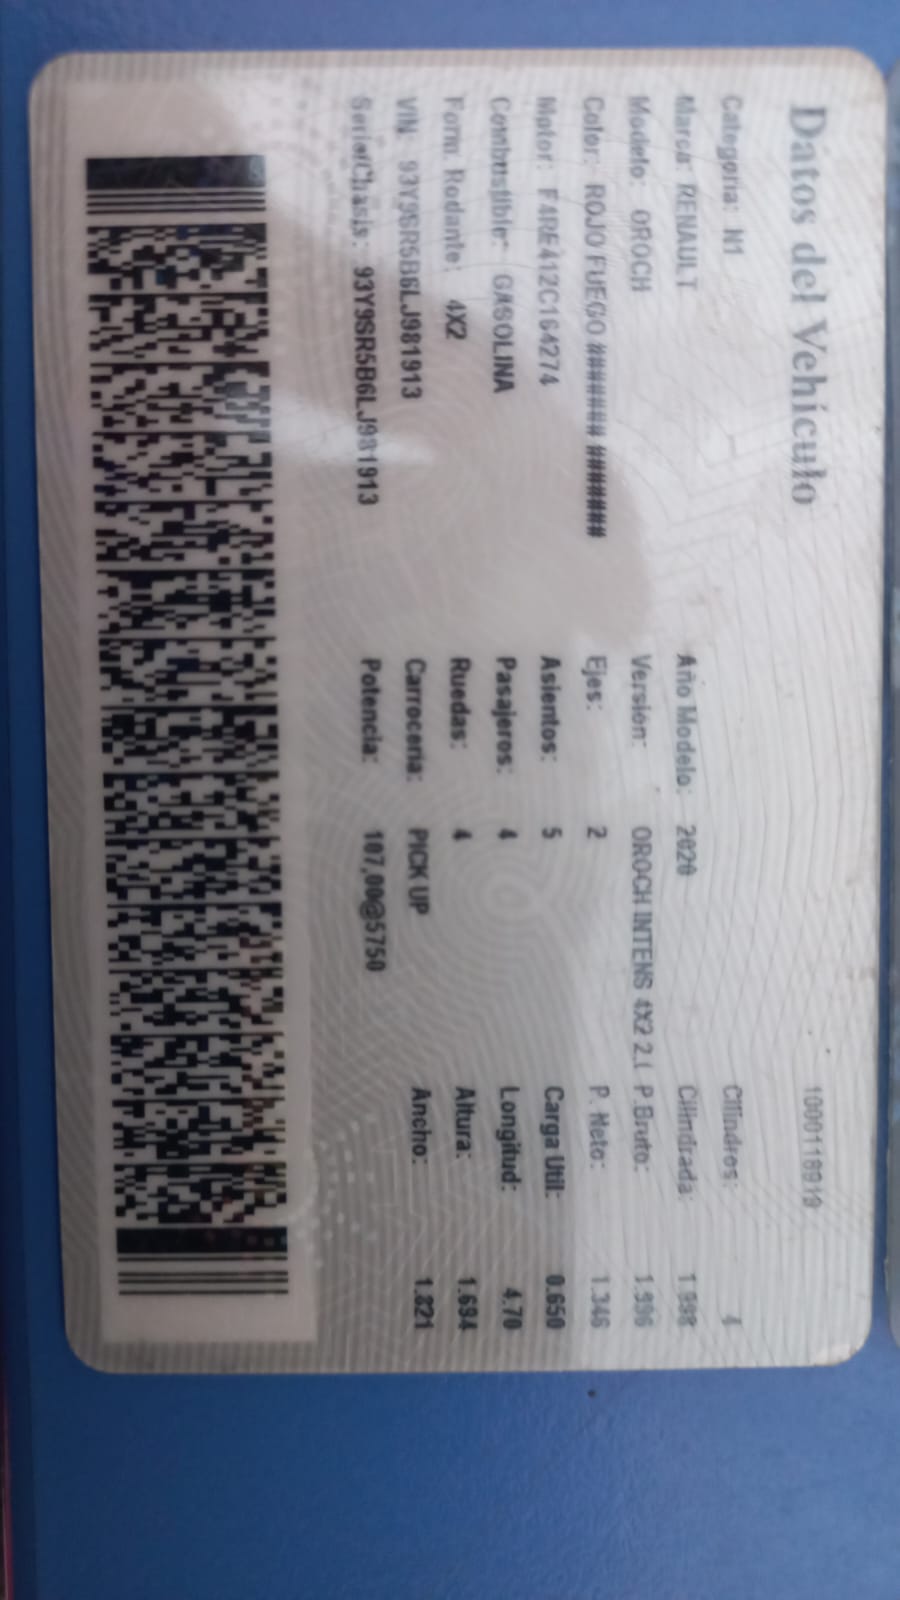 Datos del Vehículo 1000118919
Categoria: N1 Cilindros: 4
Marca: RENAULT Año Modelo: 2020 Cilindrada: 1.998
Modelo: OROCH Version: OROCH INTENS 4X2 2.( P.Bruto: 1.996
Color: ROJO FUEGO ####### ####### Ejes: 2 P. Neto: 1.346
Motor: F4RE412C164274 Asientos: 5 Carga Util: 0.650
Combustible: GASOLINA Pasajeros: 4 Longitud: 4.70
Form. Rodante: 4X2 Ruedas: 4 Altura: 1.694
VIN: 93Y9SR5B6LJ981913 Carroceria: PICK UP Ancho: 1.821
Serie/Chasis: 93Y9SR5B6LJ981913 Potencia: 107,00@5750